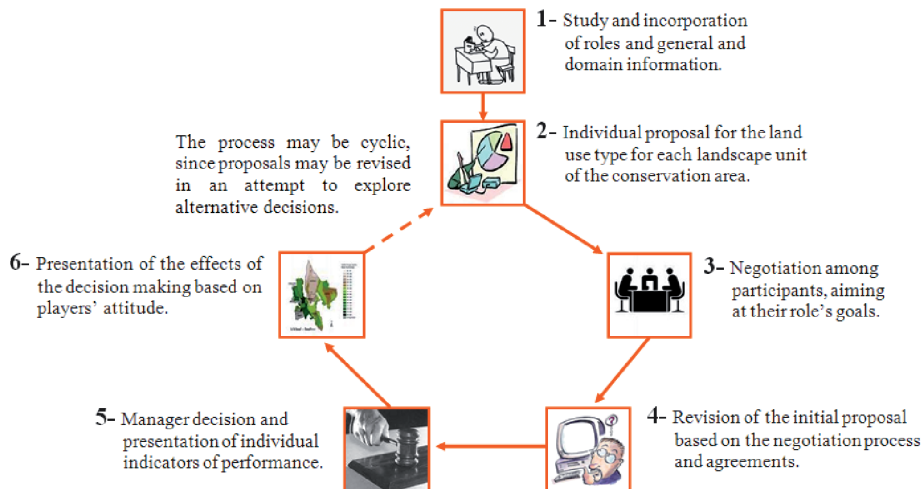 1- Study and incorporation
of roles and general and
domain information.
2- Individual proposal for the land
use type for each landscape unit
of the conservation area.
The process may be cyclic,
since proposals may be revised
in an attempt to explore
alternative decisions.
6- Presentation of the effects of
the decision making based on
players' attitude.
3- Negotiation among
participants, aiming
at their role's goals.
5- Manager decision and
presentation of individual
indicators of performance.
4- Revision of the initial proposal
based on the negotiation process
and agreements.